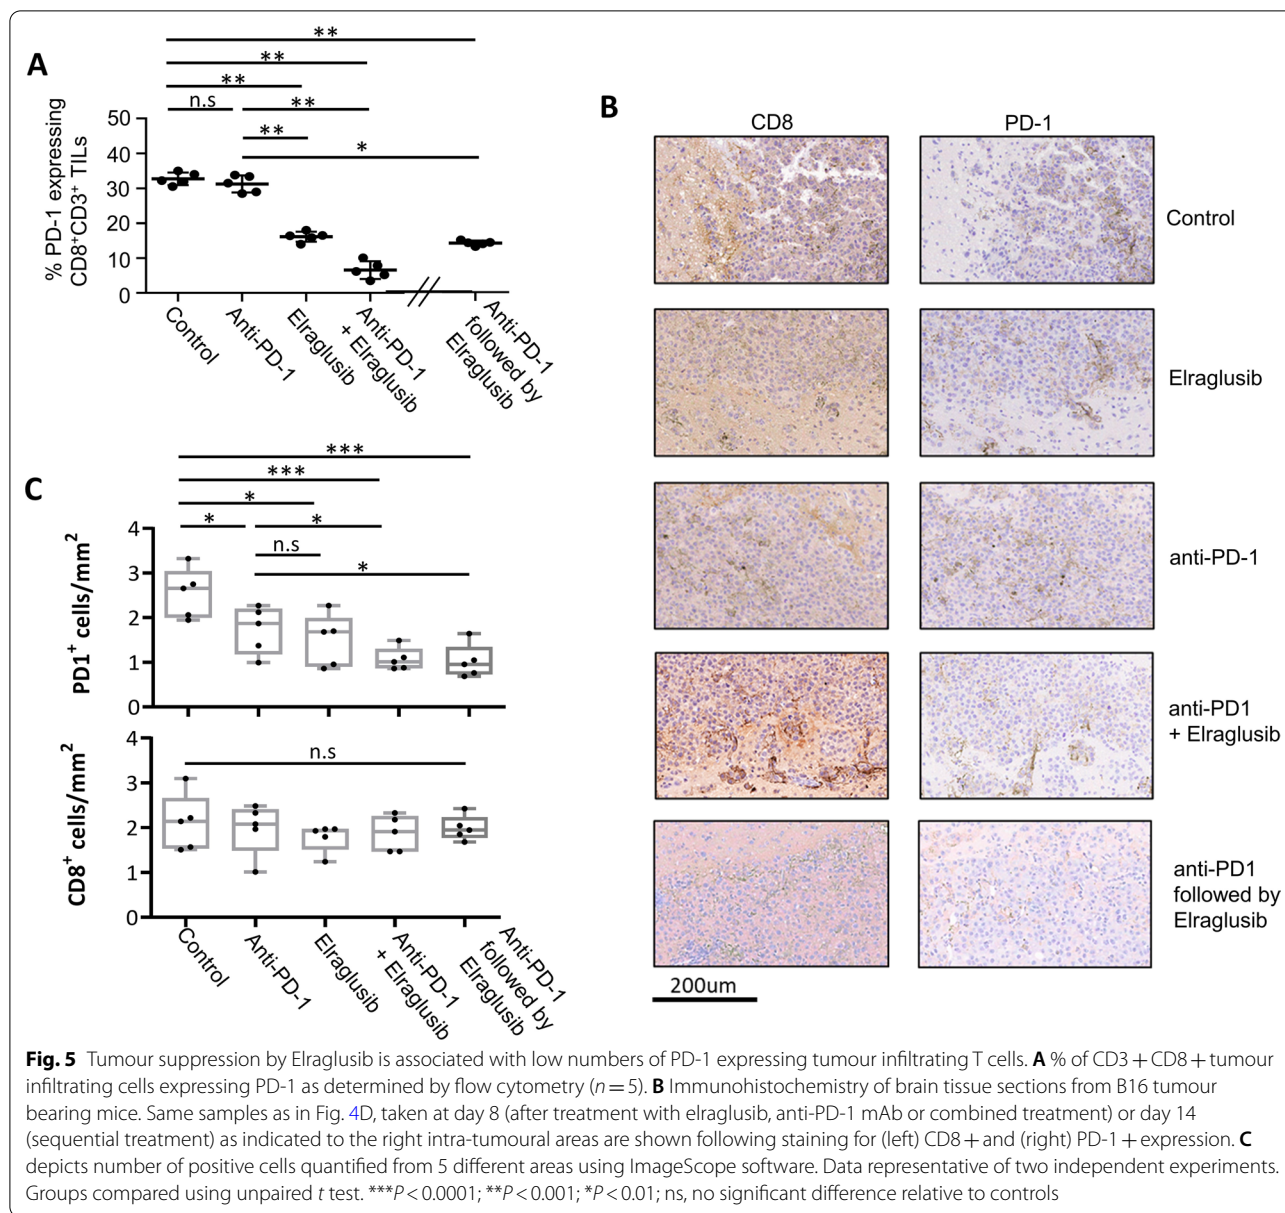 A
**
**
**
n.s
**
**
*
% PD-1 expressing
CD8⁺CD3⁺ TILs
50
40
30
20
10
0
Control
Anti-PD-1
Elraglusib
Anti-PD-1
+ Elraglusib
Anti-PD-1
followed by
Elraglusib
B
CD8
PD-1
Control
Elraglusib
anti-PD-1
anti-PD1
+ Elraglusib
anti-PD1
followed by
Elraglusib
200um
C
***
***
*
*
*
n.s
*
PD1⁺ cells/mm²
4
3
2
1
0
n.s
CD8⁺ cells/mm²
4
3
2
1
0
Control
Anti-PD-1
Elraglusib
Anti-PD-1
+ Elraglusib
Anti-PD-1
followed by
Elraglusib
Fig. 5 Tumour suppression by Elraglusib is associated with low numbers of PD-1 expressing tumour infiltrating T cells. A % of CD3 + CD8 + tumour
infiltrating cells expressing PD-1 as determined by flow cytometry (n = 5). B Immunohistochemistry of brain tissue sections from B16 tumour
bearing mice. Same samples as in Fig. 4D, taken at day 8 (after treatment with elraglusib, anti-PD-1 mAb or combined treatment) or day 14
(sequential treatment) as indicated to the right intra-tumoural areas are shown following staining for (left) CD8 + and (right) PD-1 + expression. C
depicts number of positive cells quantified from 5 different areas using ImageScope software. Data representative of two independent experiments.
Groups compared using unpaired t test. ***P < 0.0001; **P < 0.001; *P < 0.01; ns, no significant difference relative to controls